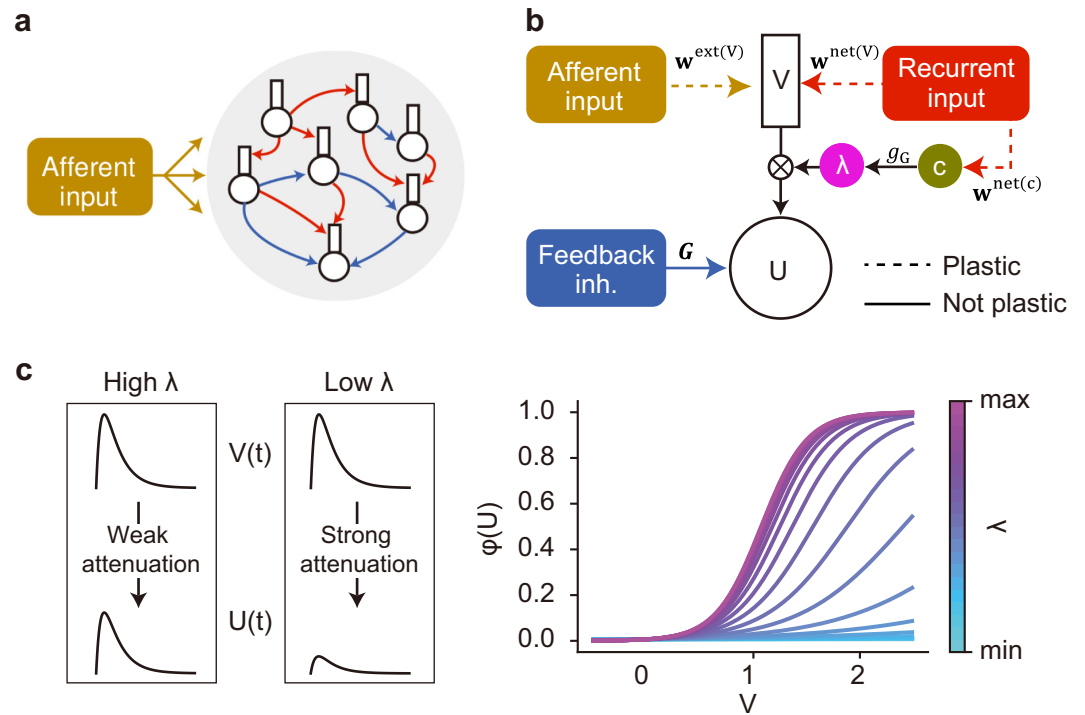 a
Afferent
input
b
Afferent
input
w^ext(V)
V
w^net(V)
Recurrent
input
λ
g_G
c
w^net(c)
Feedback
inh.
G
U
Plastic
Not plastic
c
High λ
Low λ
V(t)
Weak
attenuation
Strong
attenuation
U(t)
φ(U)
1.0
0.8
0.6
0.4
0.2
0.0
0
1
2
V
max
λ
min